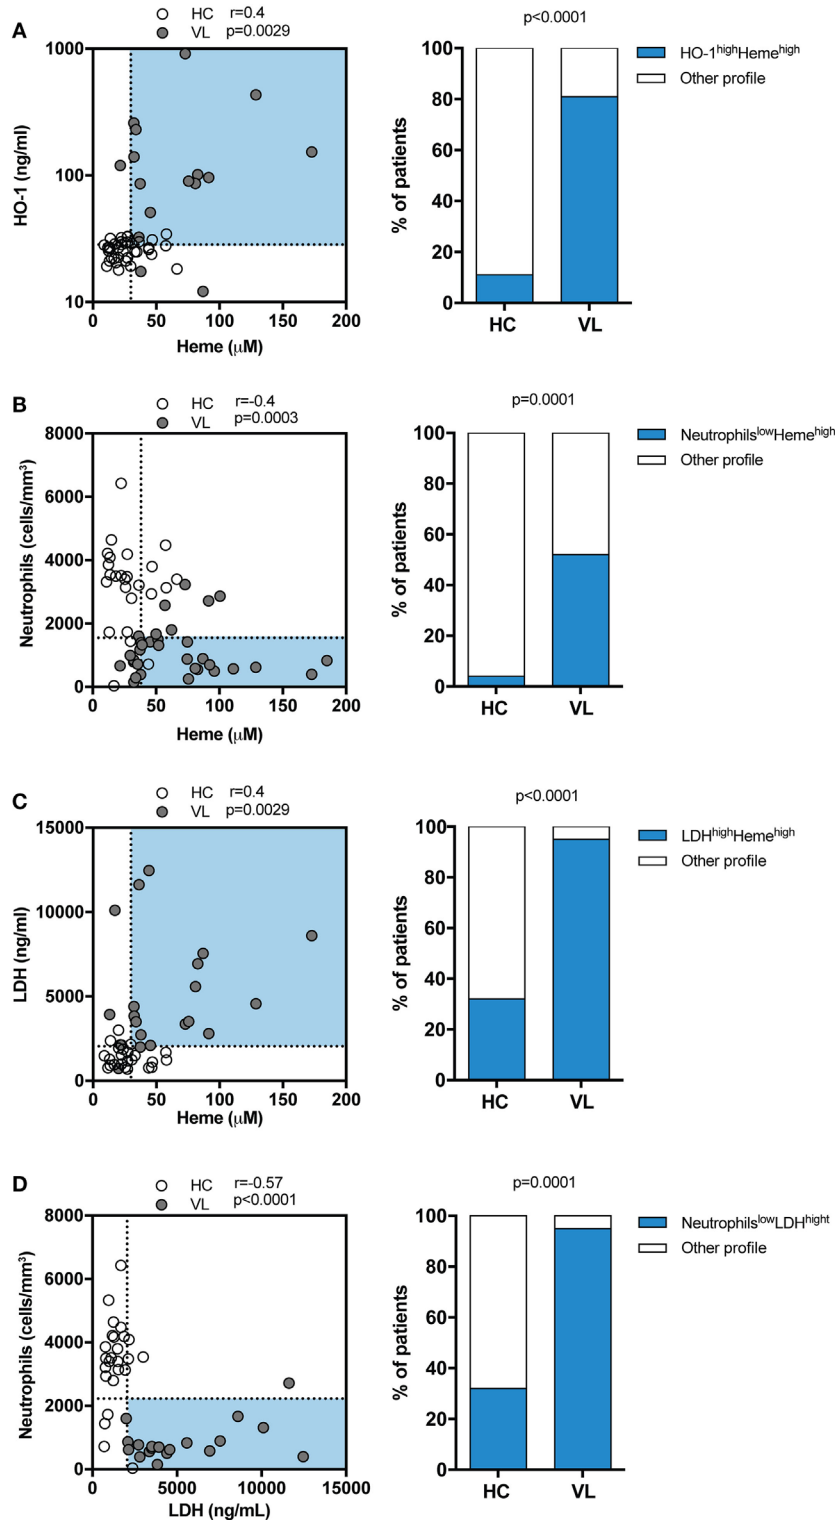 A
HC r=0.4
VL p=0.0029
p<0.0001
HO-1 (ng/ml)
1000
100
10
0 50 100 150 200
Heme (µM)
% of patients
100
80
60
40
20
0
HC VL
HO-1highHemehigh
Other profile
B
HC r=-0.4
VL p=0.0003
p=0.0001
Neutrophils (cells/mm3)
8000
6000
4000
2000
0
0 50 100 150 200
Heme (µM)
% of patients
100
80
60
40
20
0
HC VL
NeutrophilslowHemehigh
Other profile
C
HC r=0.4
VL p=0.0029
p<0.0001
LDH (ng/ml)
15000
10000
5000
0
0 50 100 150 200
Heme (µM)
% of patients
100
80
60
40
20
0
HC VL
LDHhighHemehigh
Other profile
D
HC r=-0.57
VL p<0.0001
p=0.0001
Neutrophils (cells/mm3)
8000
6000
4000
2000
0
0 5000 10000 15000
LDH (ng/mL)
% of patients
100
80
60
40
20
0
HC VL
NeutrophilslowLDHhight
Other profile